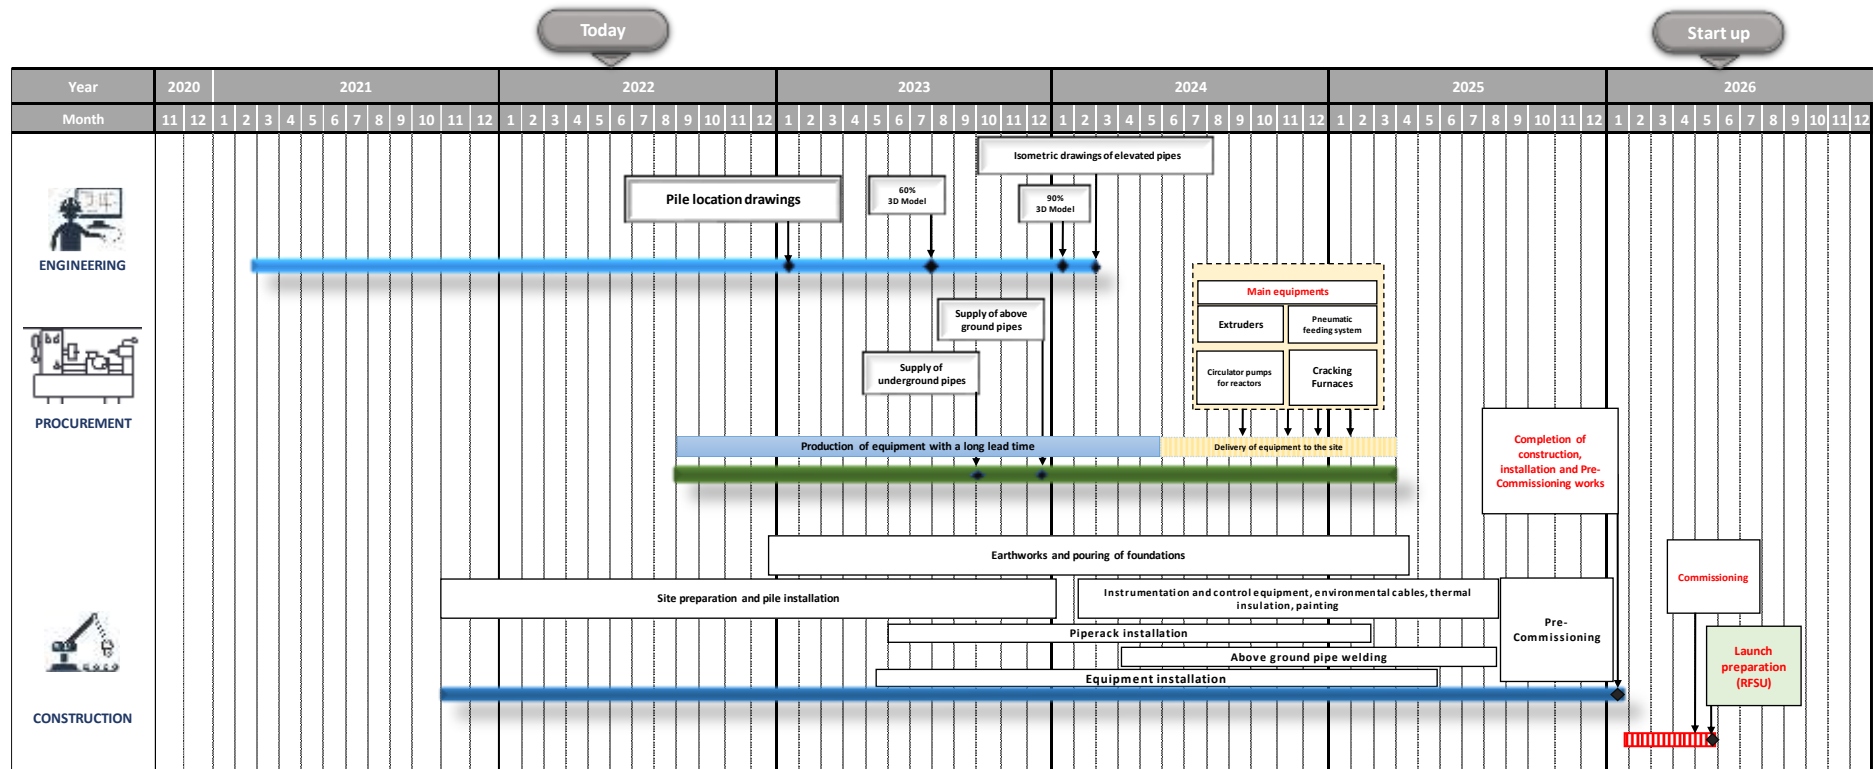 Today
Start up
Year 2020 2021 2022 2023 2024 2025 2026
Month 11 12 1 2 3 4 5 6 7 8 9 10 11 12 1 2 3 4 5 6 7 8 9 10 11 12 1 2 3 4 5 6 7 8 9 10 11 12 1 2 3 4 5 6 7 8 9 10 11 12 1 2 3 4 5 6 7 8 9 10 11 12 1 2 3 4 5 6 7 8 9 10 11 12
Isometric drawings of elevated pipes
Pile location drawings
60%
3D Model
90%
3D Model
ENGINEERING
Main equipments
Supply of above
ground pipes
Extruders
Pneumatic
feeding system
Supply of
underground pipes
Circulator pumps
for reactors
Cracking
Furnaces
PROCUREMENT
Production of equipment with a long lead time
Delivery of equipment to the site
Completion of
construction,
installation and Pre-
Commissioning works
Earthworks and pouring of foundations
Site preparation and pile installation
Instrumentation and control equipment, environmental cables, thermal
insulation, painting
Pre-
Commissioning
Commissioning
Piperack installation
Above ground pipe welding
Equipment installation
Launch
preparation
(RFSU)
CONSTRUCTION